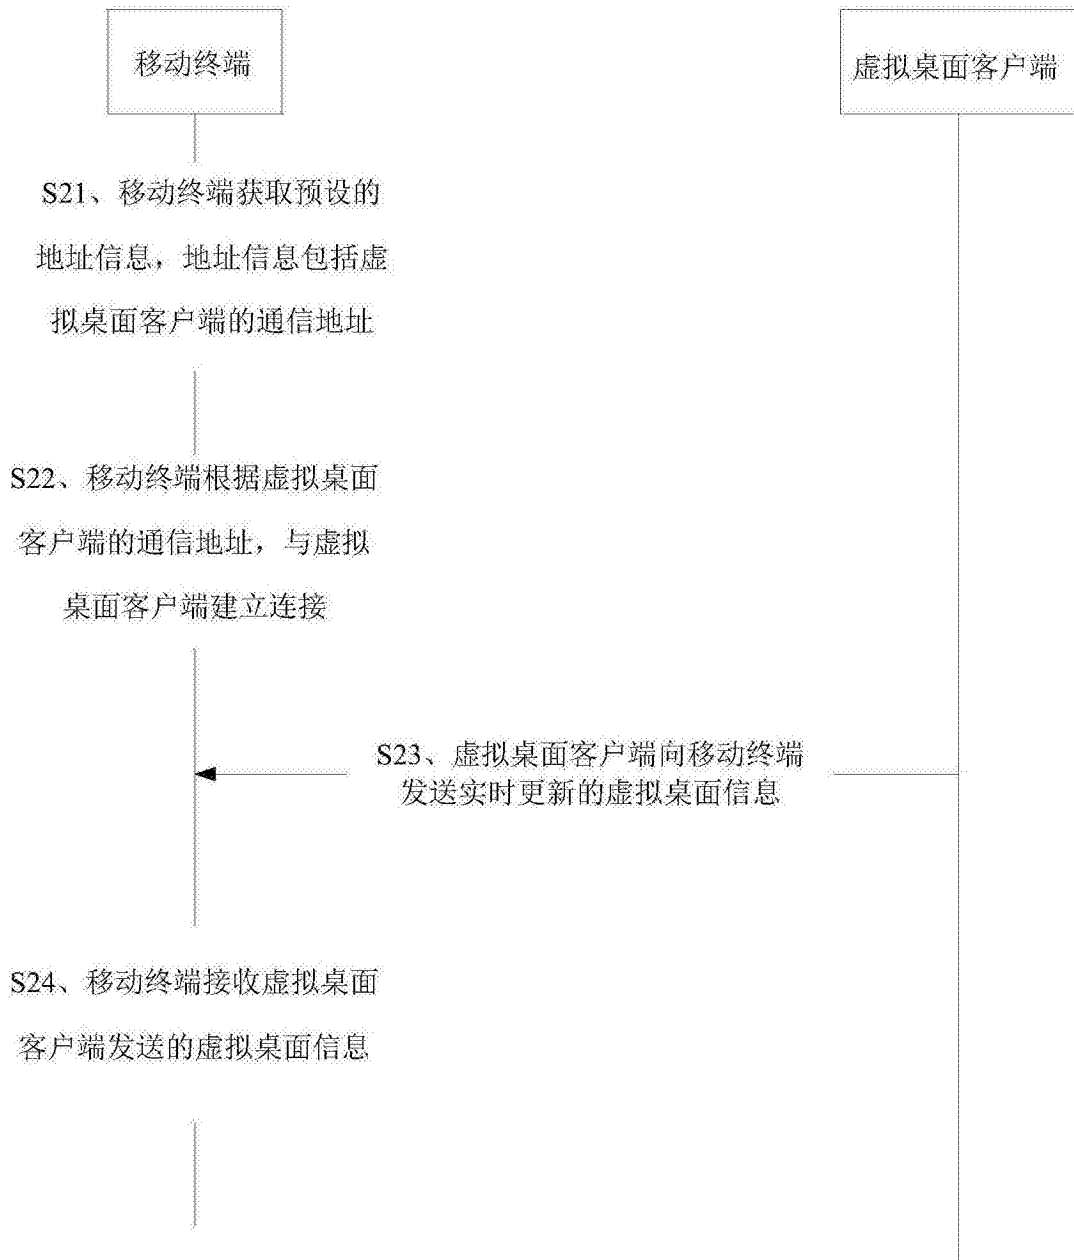 移动终端
虚拟桌面客户端
S21、移动终端获取预设的
地址信息，地址信息包括虚
拟桌面客户端的通信地址
S22、移动终端根据虚拟桌面
客户端的通信地址，与虚拟
桌面客户端建立连接
S23、虚拟桌面客户端向移动终端
发送实时更新的虚拟桌面信息
S24、移动终端接收虚拟桌面
客户端发送的虚拟桌面信息